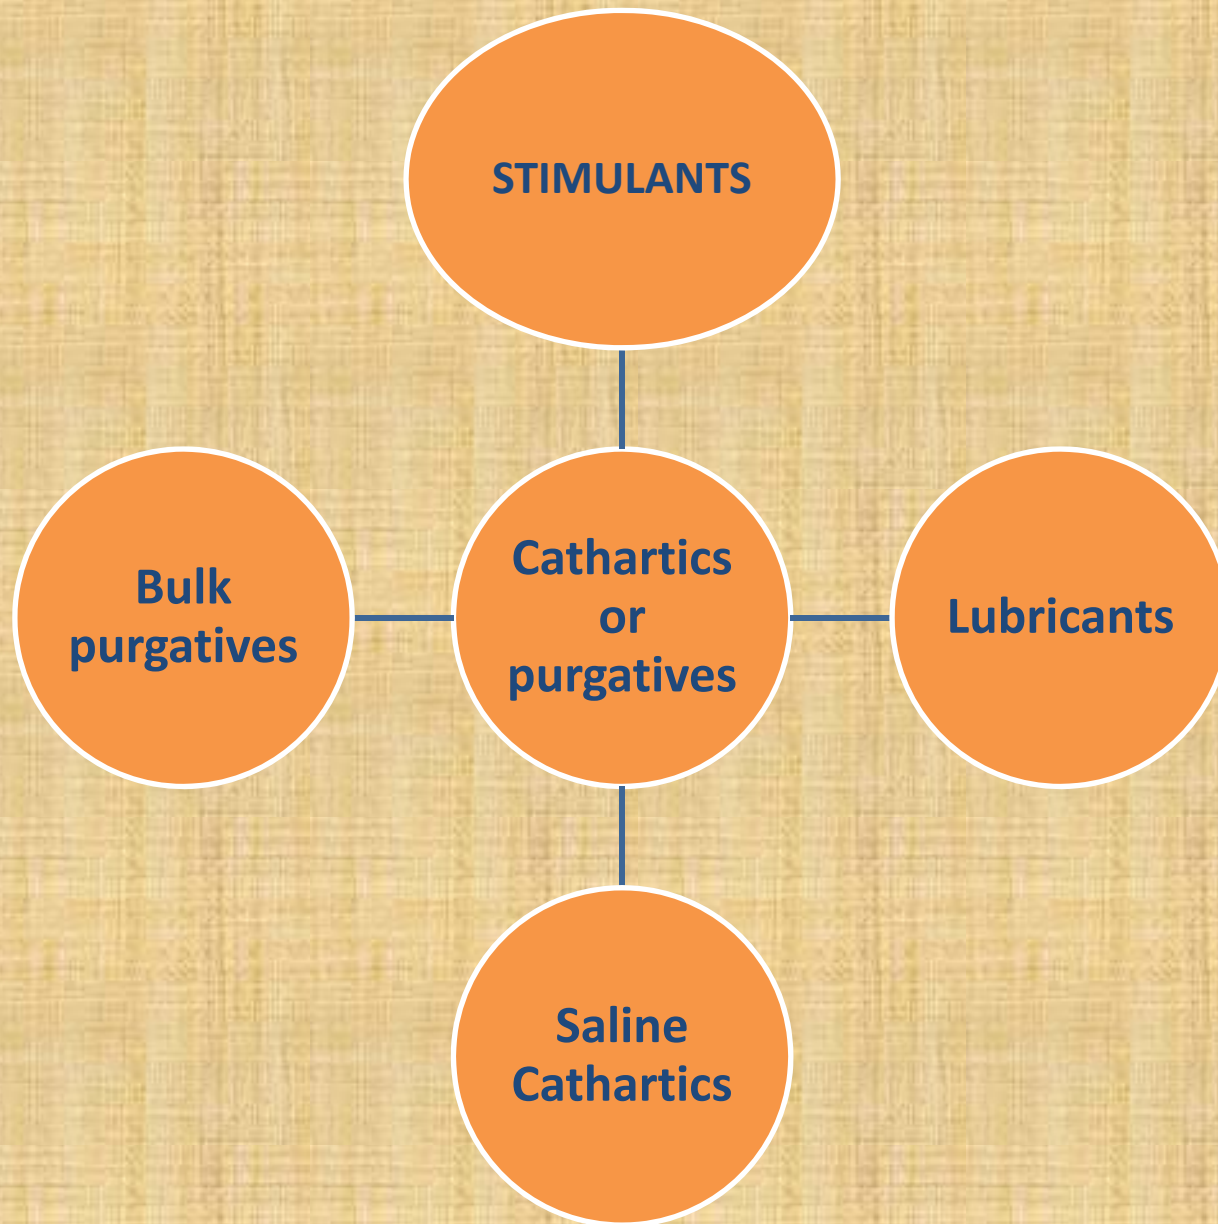 STIMULANTS
Bulk
purgatives
Cathartics
or
purgatives
Lubricants
Saline
Cathartics